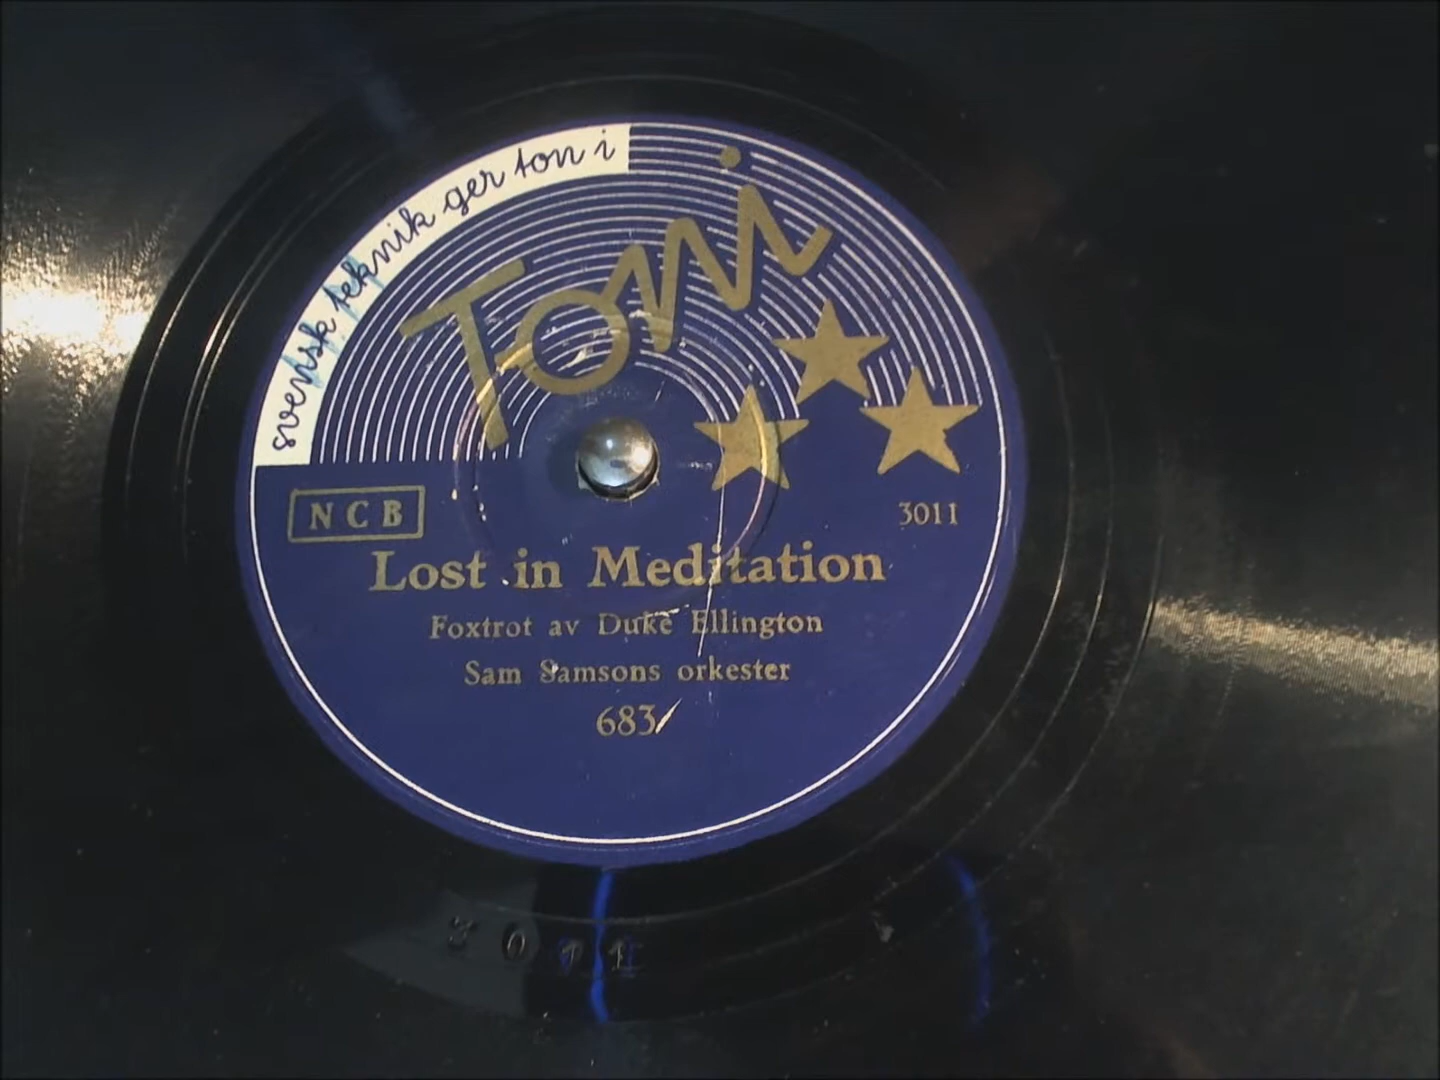 svensk teknik ger ton i
Toni
NCB
3011
Lost in Meditation
Foxtrot av Duke Ellington
Sam Samsons orkester
683
3011